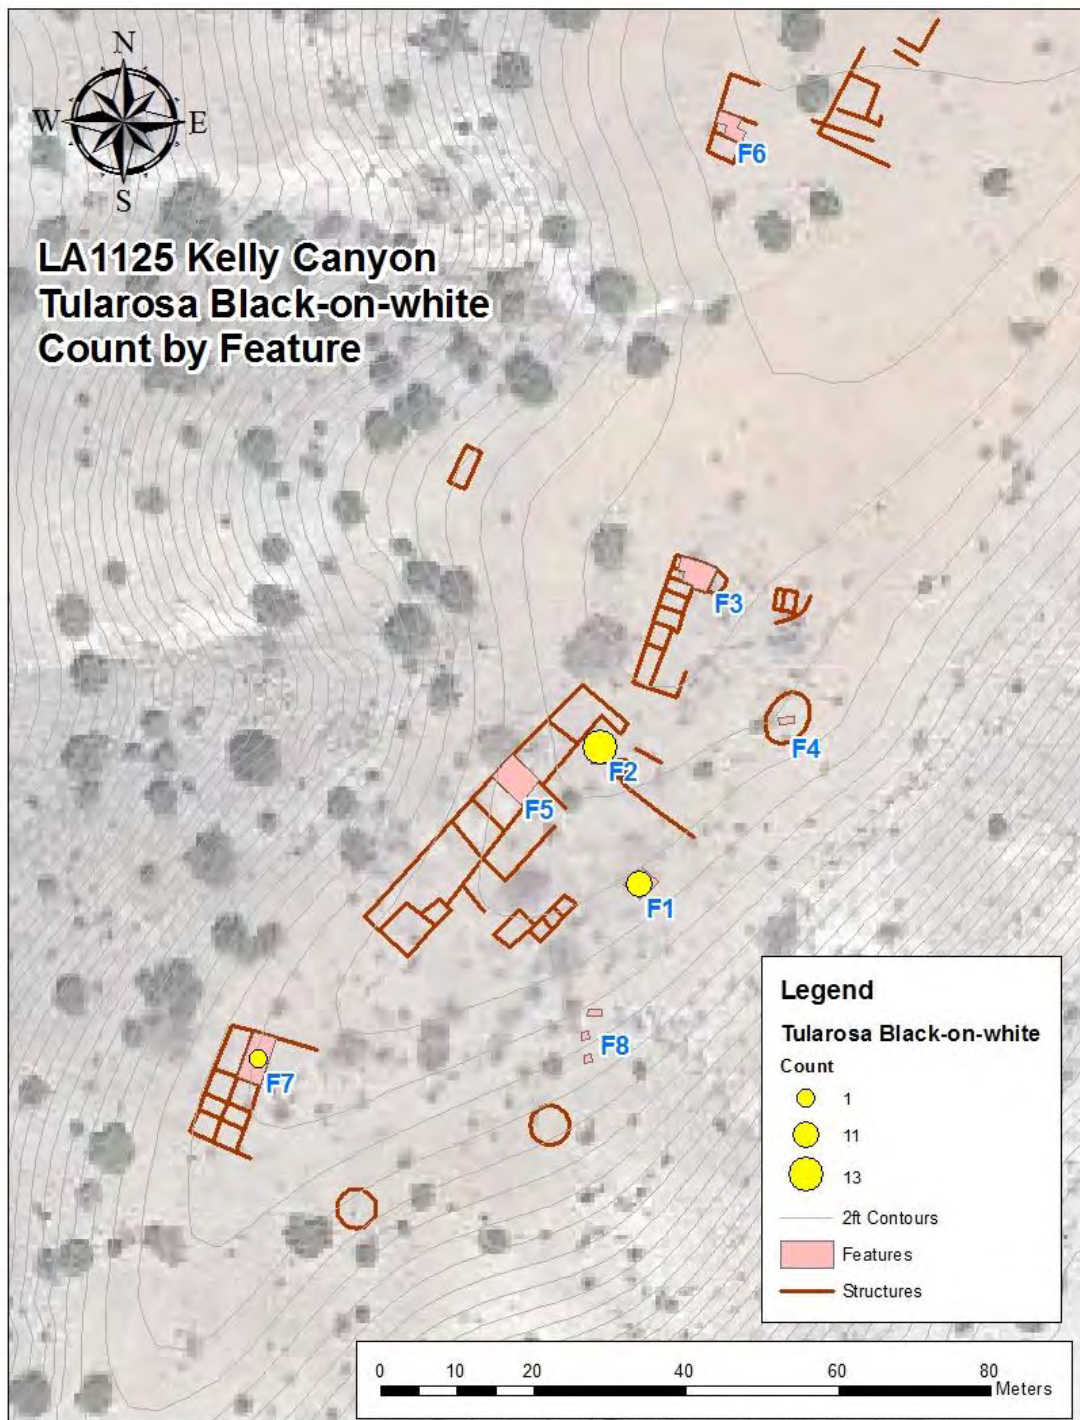 N
W E
S
LA1125 Kelly Canyon
Tularosa Black-on-white
Count by Feature
F6
F3
F4
F2
F5
F1
F8
F7
Legend
Tularosa Black-on-white
Count
1
11
13
2ft Contours
Features
Structures
0 10 20 40 60 80
Meters